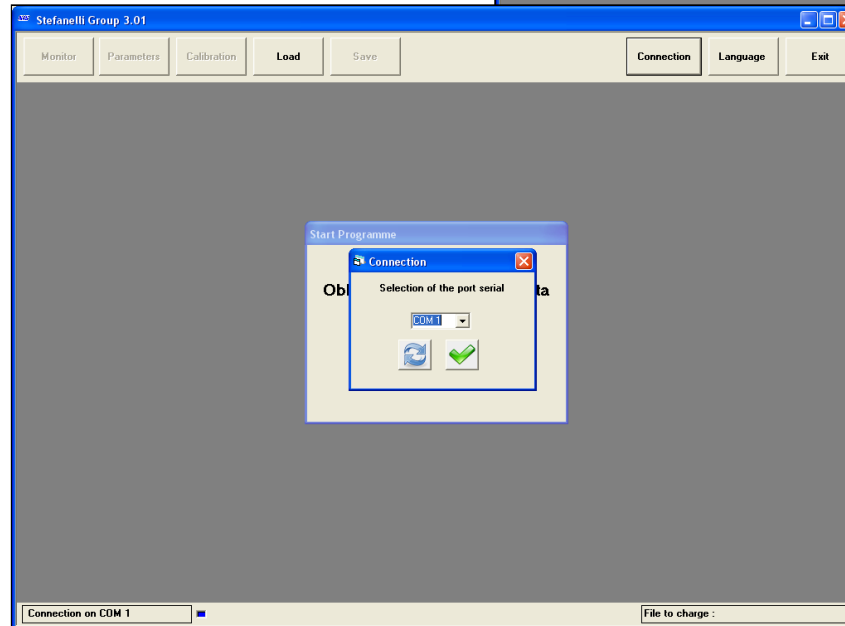 Stefanelli Group 3.01
Monitor Parameters Calibration Load Save Connection Language Exit
Start Programme
Connection
Selection of the port serial
COM 1
Connection on COM 1
File to charge :